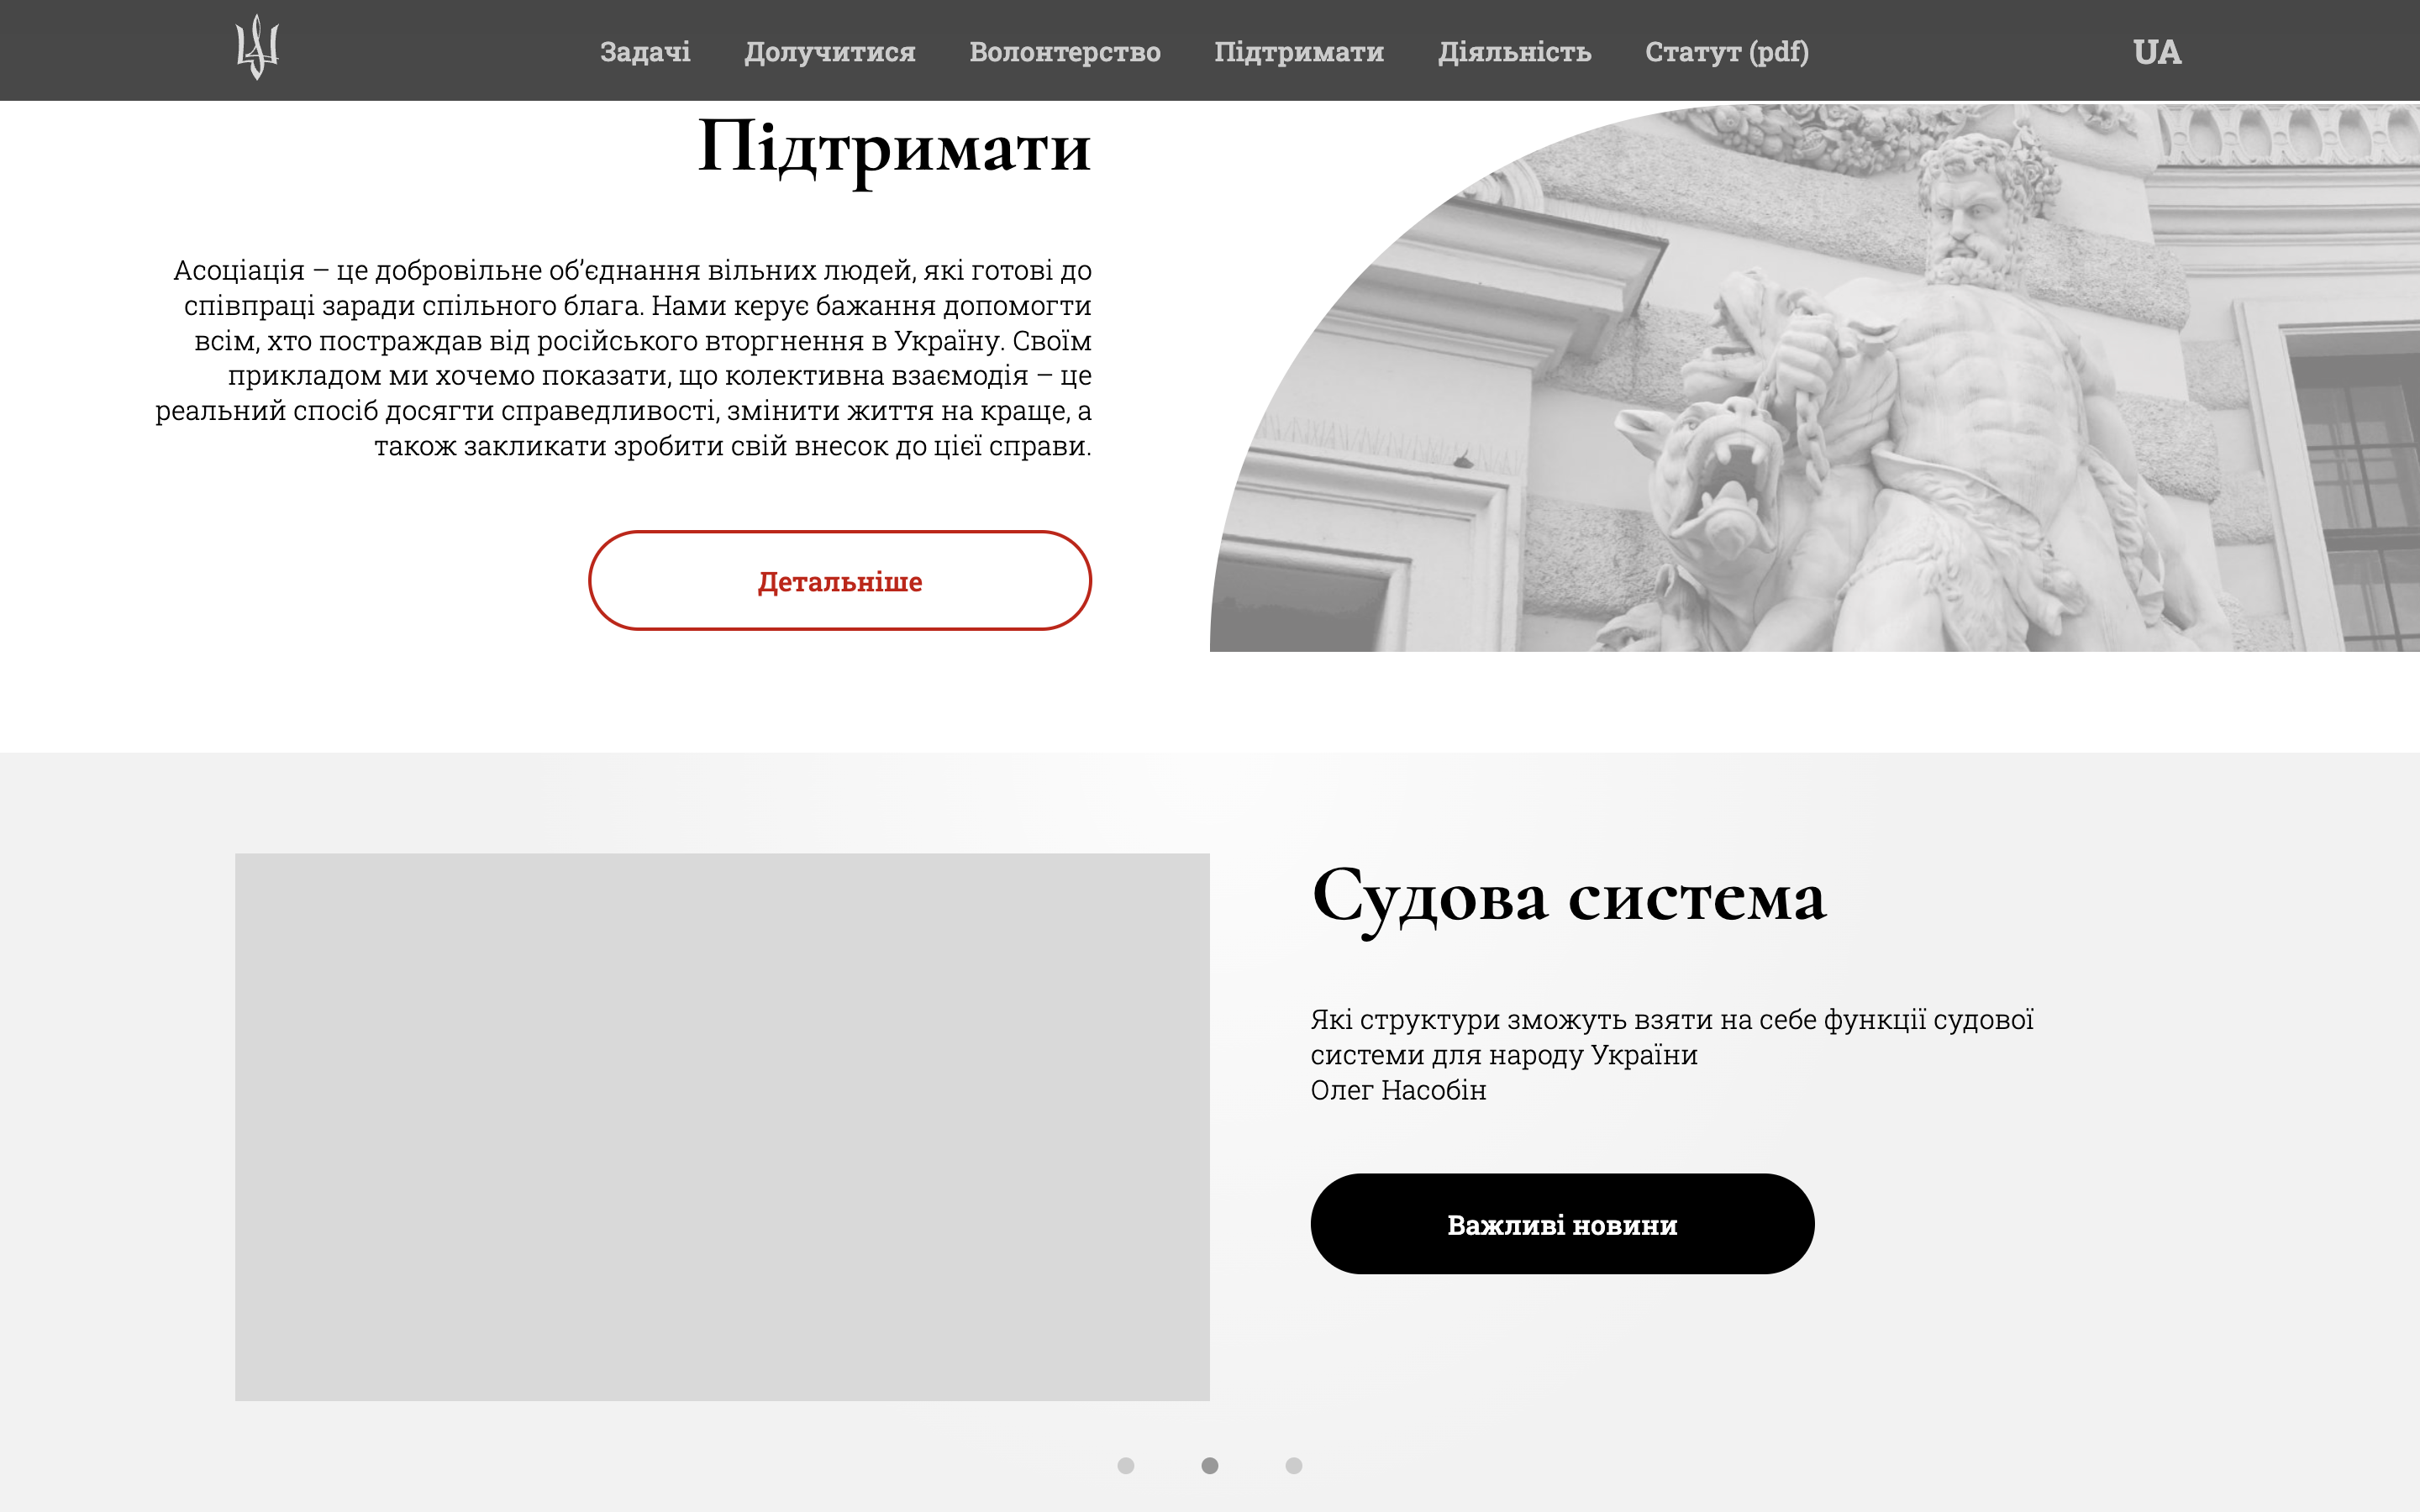 Задачі Долучитися Волонтерство Підтримати Діяльність Статут (pdf) UA
Підтримати
Асоціація – це добровільне об’єднання вільних людей, які готові до
співпраці заради спільного блага. Нами керує бажання допомогти
всім, хто постраждав від російського вторгнення в Україну. Своїм
прикладом ми хочемо показати, що колективна взаємодія – це
реальний спосіб досягти справедливості, змінити життя на краще, а
також закликати зробити свій внесок до цієї справи.
Детальніше
Судова система
Які структури зможуть взяти на себе функції судової
системи для народу України
Олег Насобін
Важливі новини